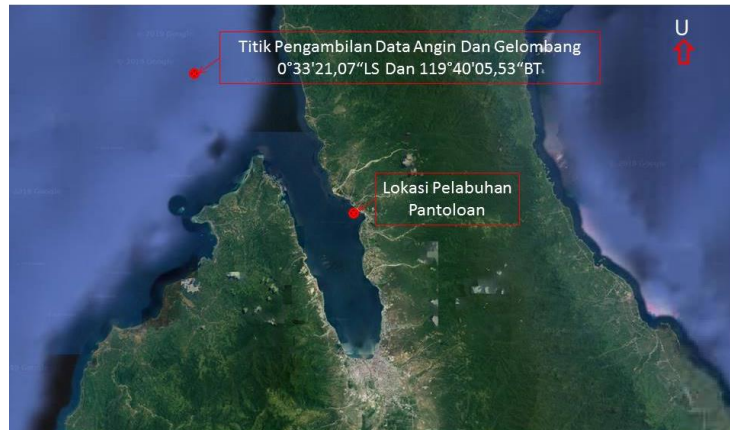 Titik Pengambilan Data Angin Dan Gelombang
0°33'21,07“LS Dan 119°40'05,53“BT
U
Lokasi Pelabuhan
Pantoloan